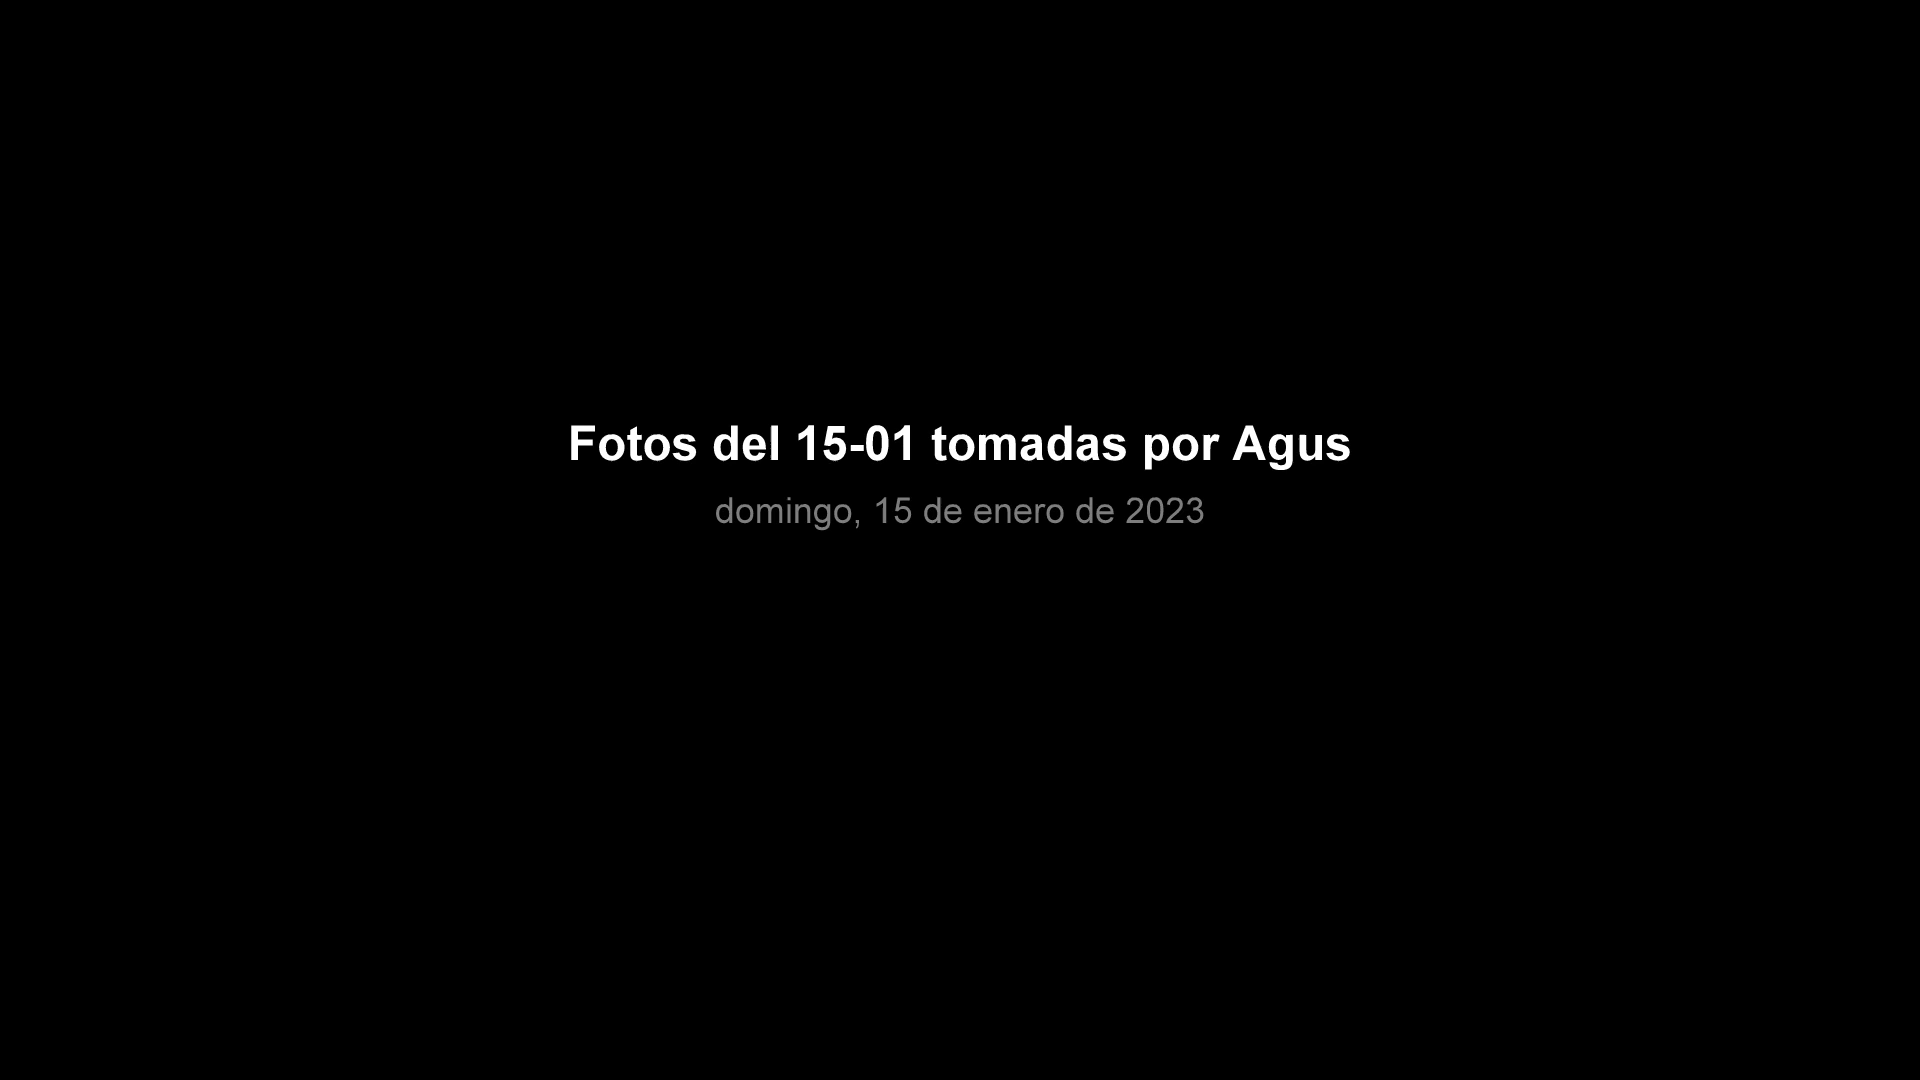 Fotos del 15-01 tomadas por Agus
domingo, 15 de enero de 2023